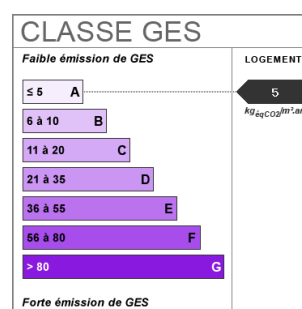 CLASSE GES
Faible émission de GES
LOGEMENT
≤ 5 A
5
kgéqCO2/m².an
6 à 10 B
11 à 20 C
21 à 35 D
36 à 55 E
56 à 80 F
> 80 G
Forte émission de GES